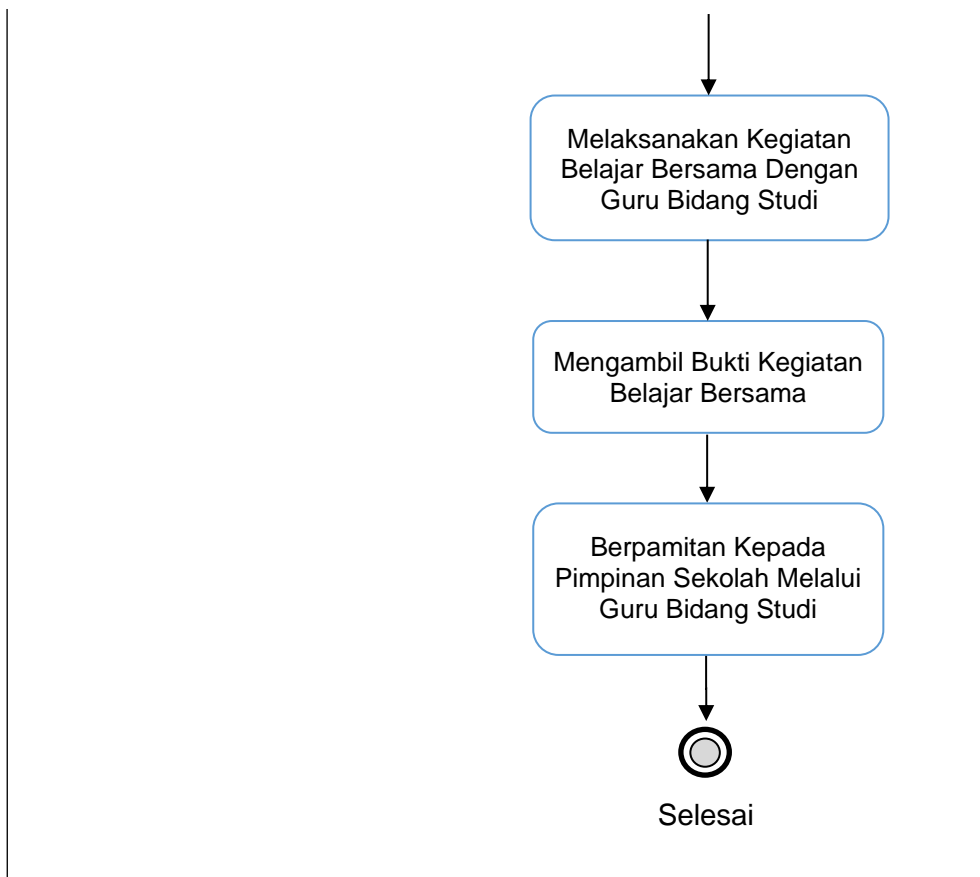 Melaksanakan Kegiatan
Belajar Bersama Dengan
Guru Bidang Studi
Mengambil Bukti Kegiatan
Belajar Bersama
Berpamitan Kepada
Pimpinan Sekolah Melalui
Guru Bidang Studi
Selesai